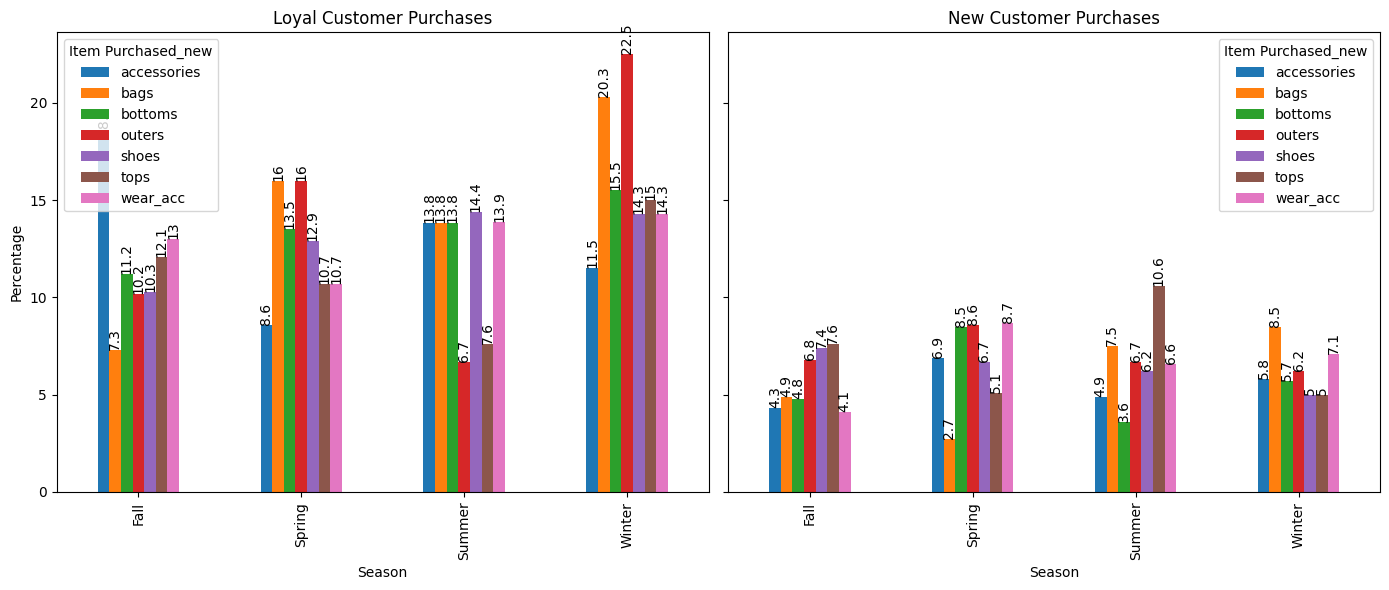 Loyal Customer Purchases
Item Purchased_new
accessories
bags
bottoms
outers
shoes
tops
wear_acc
Percentage
20
15
10
5
0
7.3
11.2
10.2
10.3
12.1
13
8.6
16
13.5
16
12.9
10.7
10.7
13.8
13.8
13.8
6.7
14.4
7.6
13.9
11.5
20.3
15.5
22.5
14.3
15
14.3
Fall
Spring
Summer
Winter
Season
New Customer Purchases
Item Purchased_new
accessories
bags
bottoms
outers
shoes
tops
wear_acc
4.3
4.9
4.8
6.8
7.4
7.6
4.1
6.9
2.7
8.5
8.6
6.7
5.1
8.7
4.9
7.5
3.6
6.7
6.2
10.6
6.6
5.8
8.5
5.7
6.2
5
5
7.1
Fall
Spring
Summer
Winter
Season